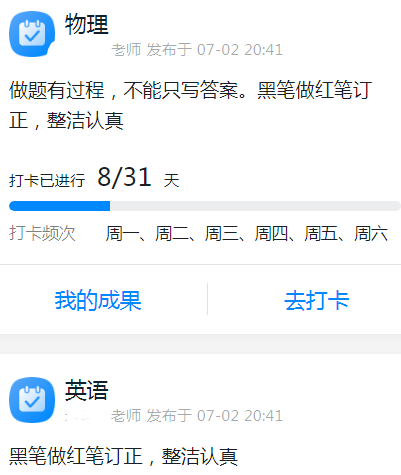 物理
老师 发布于 07-02 20:41
做题有过程，不能只写答案。黑笔做红笔订
正，整洁认真
打卡已进行 8/31 天
打卡频次 周一、周二、周三、周四、周五、周六
我的成果 去打卡
英语
老师 发布于 07-02 20:41
黑笔做红笔订正，整洁认真